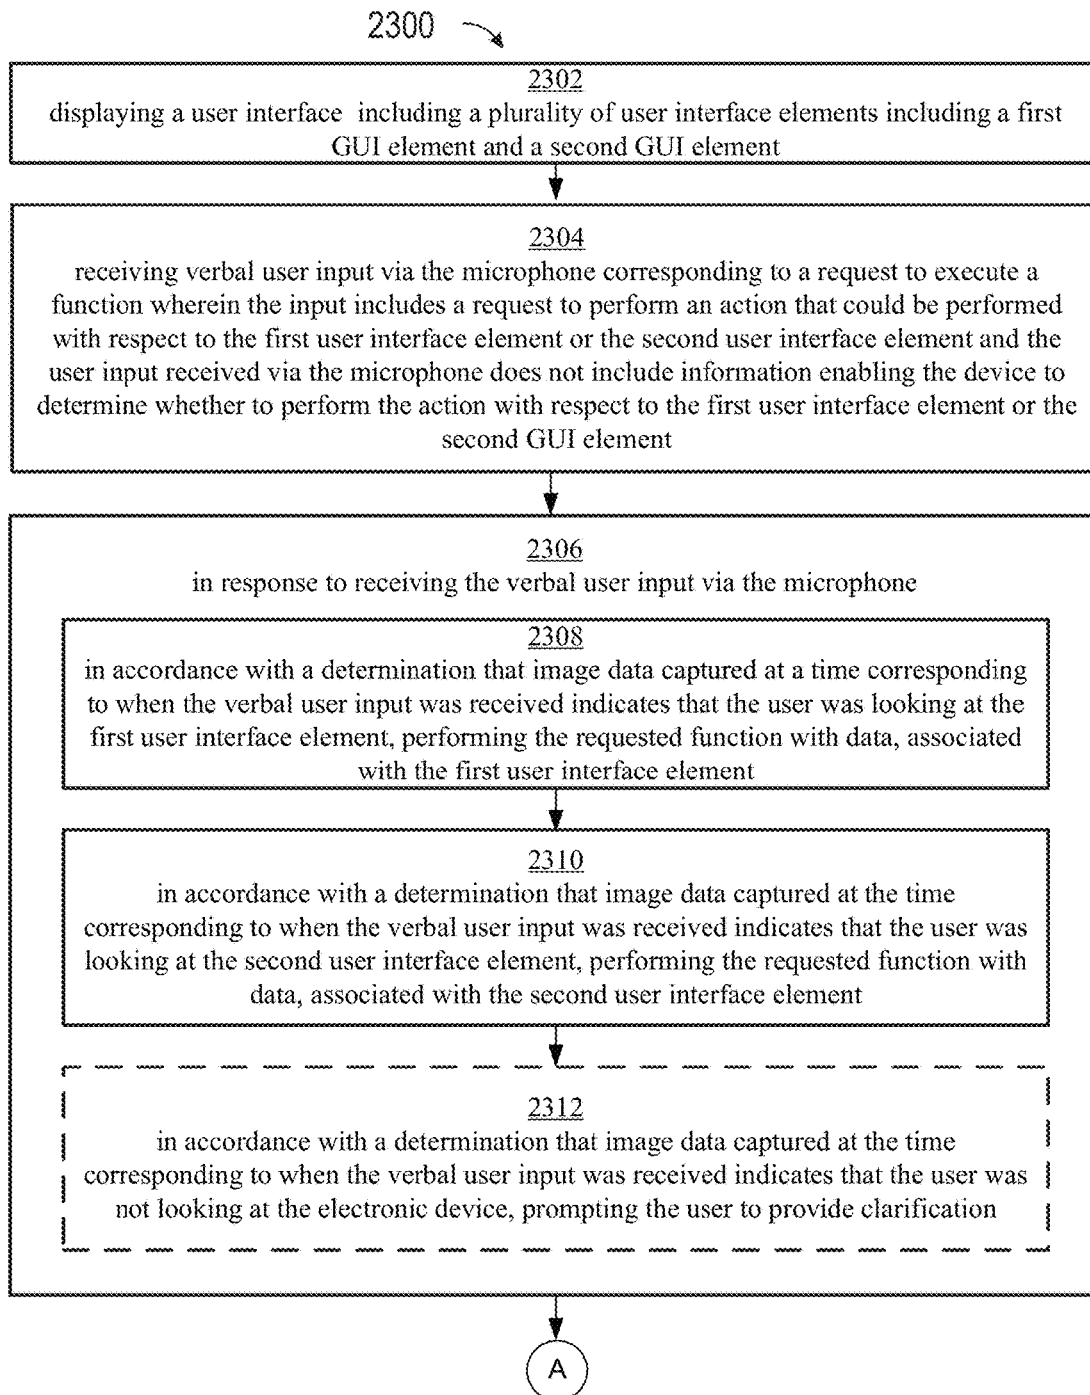 2300
2302
displaying a user interface including a plurality of user interface elements including a first
GUI element and a second GUI element
2304
receiving verbal user input via the microphone corresponding to a request to execute a
function wherein the input includes a request to perform an action that could be performed
with respect to the first user interface element or the second user interface element and the
user input received via the microphone does not include information enabling the device to
determine whether to perform the action with respect to the first user interface element or the
second GUI element
2306
in response to receiving the verbal user input via the microphone
2308
in accordance with a determination that image data captured at a time corresponding
to when the verbal user input was received indicates that the user was looking at the
first user interface element, performing the requested function with data, associated
with the first user interface element
2310
in accordance with a determination that image data captured at the time
corresponding to when the verbal user input was received indicates that the user was
looking at the second user interface element, performing the requested function with
data, associated with the second user interface element
2312
in accordance with a determination that image data captured at the time
corresponding to when the verbal user input was received indicates that the user was
not looking at the electronic device, prompting the user to provide clarification
A